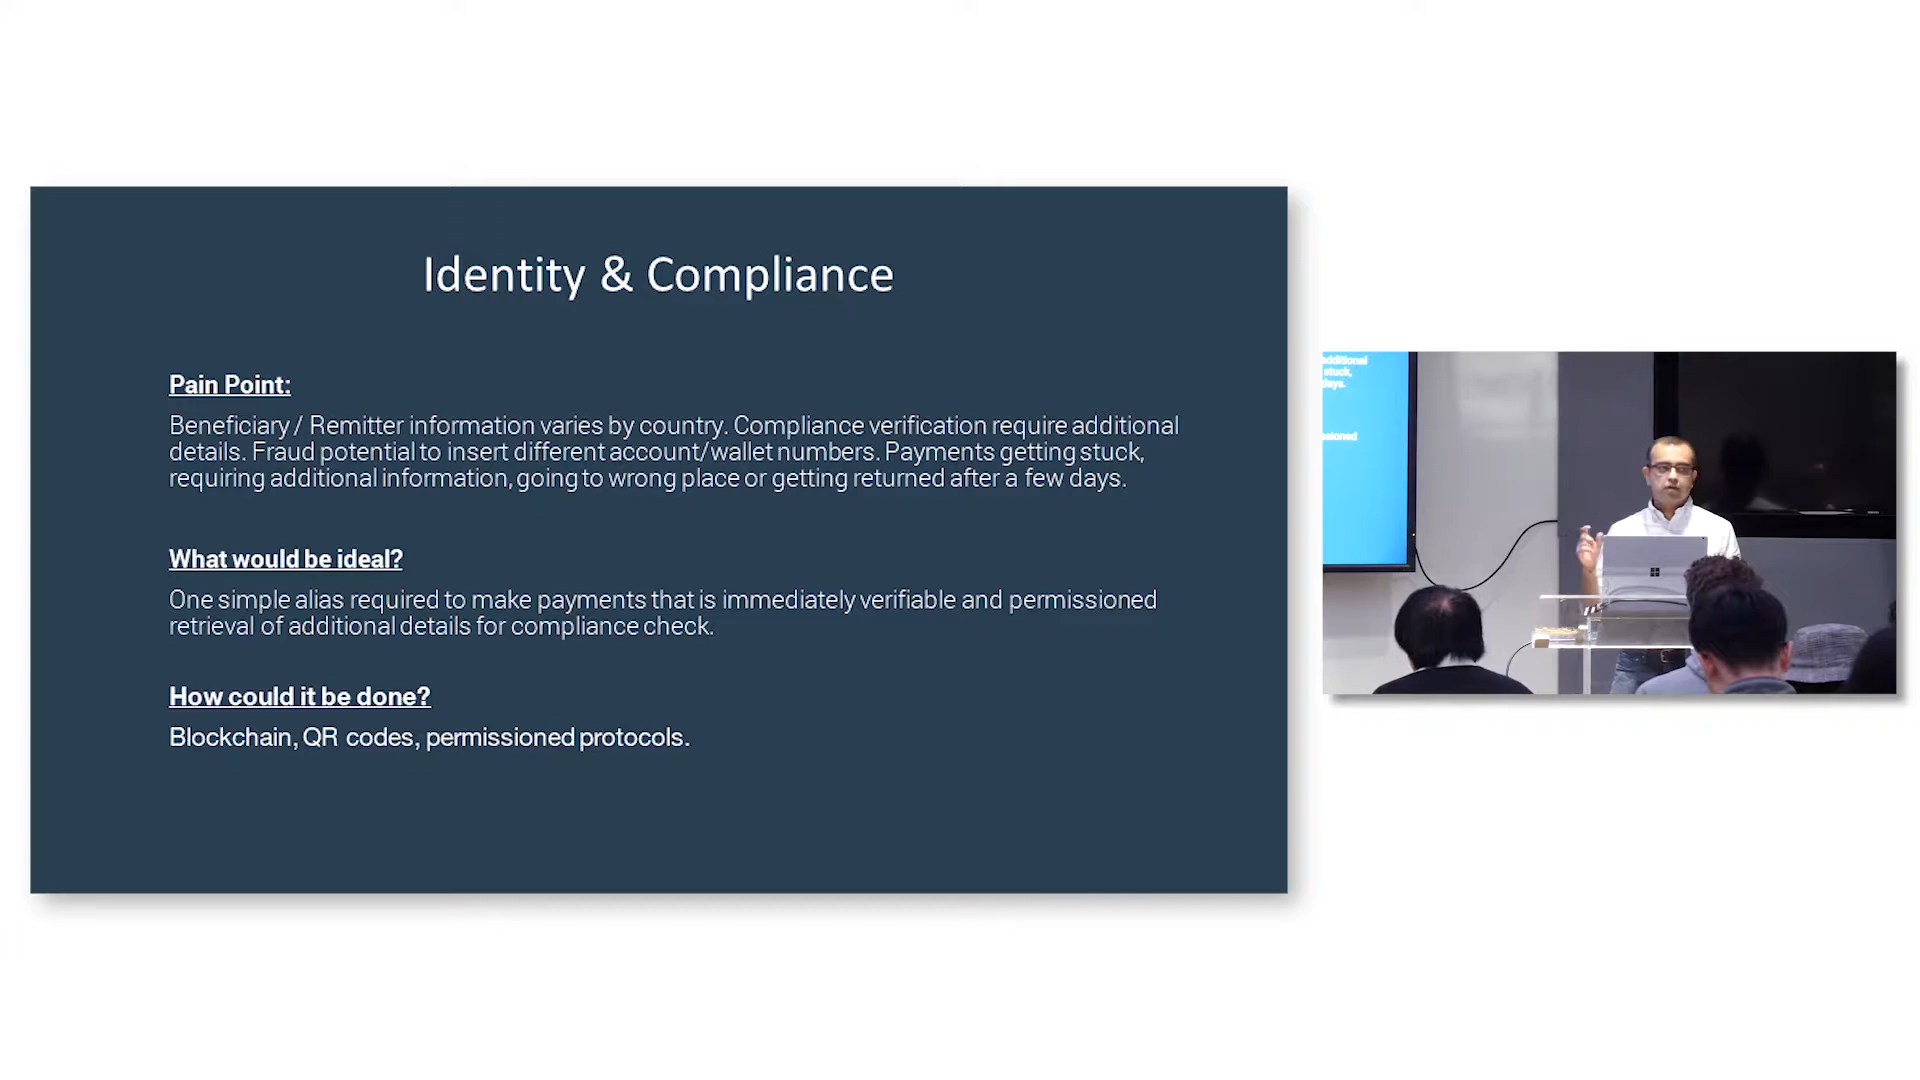 Identity & Compliance
Pain Point:
Beneficiary / Remitter information varies by country. Compliance verification require additional
details. Fraud potential to insert different account/wallet numbers. Payments getting stuck,
requiring additional information, going to wrong place or getting returned after a few days.
What would be ideal?
One simple alias required to make payments that is immediately verifiable and permissioned
retrieval of additional details for compliance check.
How could it be done?
Blockchain, QR codes, permissioned protocols.
additional
stuck,
days.